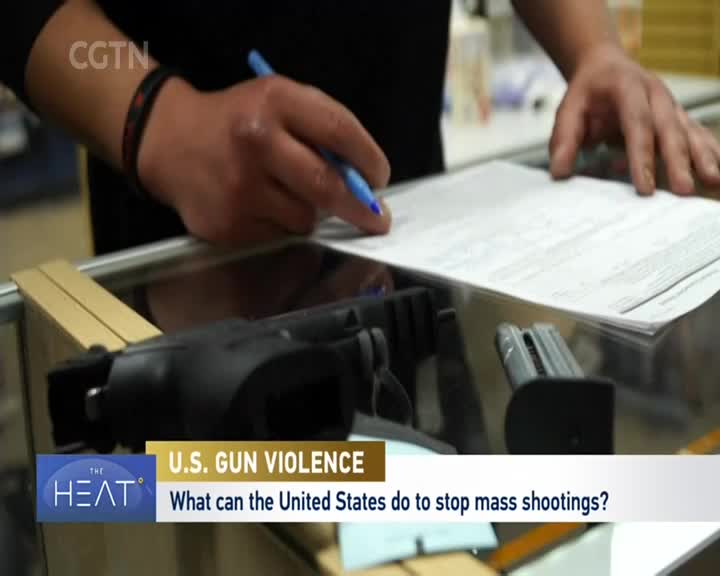 CGTN
U.S. GUN VIOLENCE
THE
HEAT
What can the United States do to stop mass shootings?